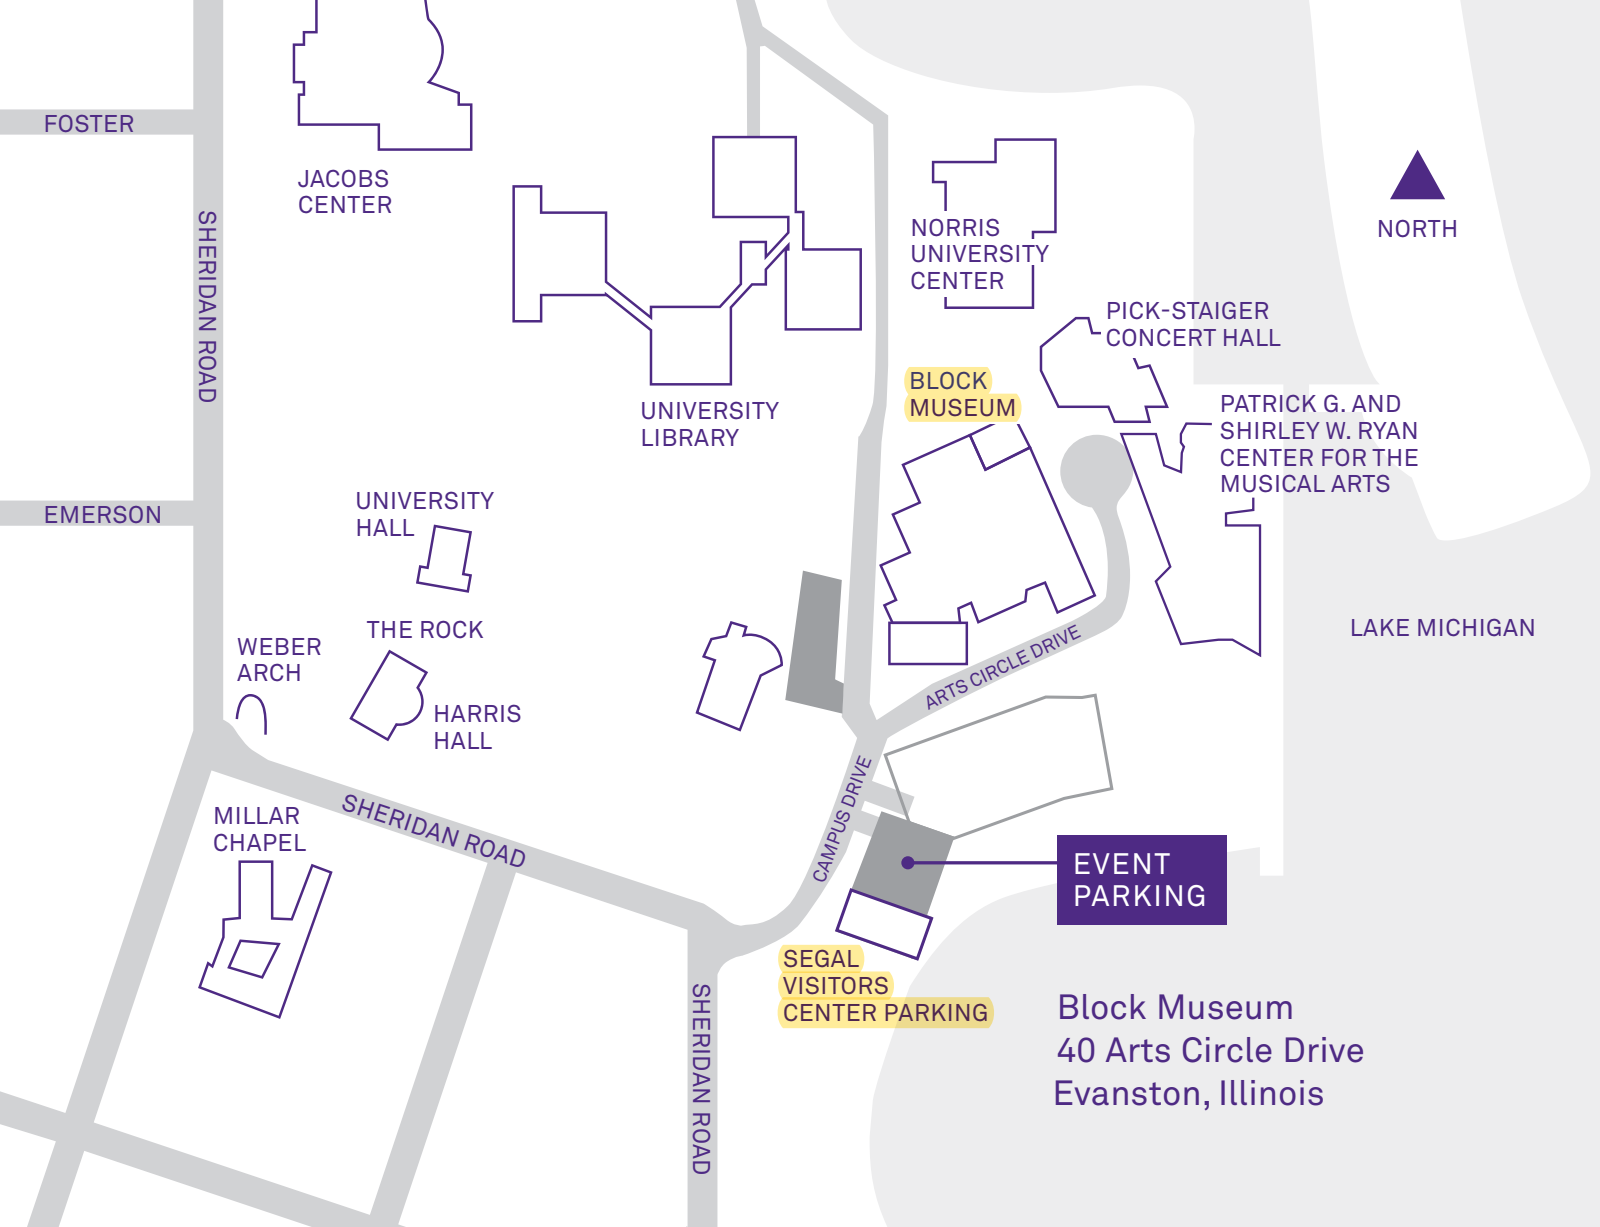 FOSTER
JACOBS
CENTER
SHERIDAN ROAD
NORRIS
UNIVERSITY
CENTER
NORTH
PICK-STAIGER
CONCERT HALL
BLOCK
MUSEUM
UNIVERSITY
LIBRARY
PATRICK G. AND
SHIRLEY W. RYAN
CENTER FOR THE
MUSICAL ARTS
EMERSON
UNIVERSITY
HALL
THE ROCK
WEBER
ARCH
HARRIS
HALL
LAKE MICHIGAN
ARTS CIRCLE DRIVE
CAMPUS DRIVE
MILLAR
CHAPEL
SHERIDAN ROAD
EVENT
PARKING
SEGAL
VISITORS
CENTER PARKING
SHERIDAN ROAD
Block Museum
40 Arts Circle Drive
Evanston, Illinois